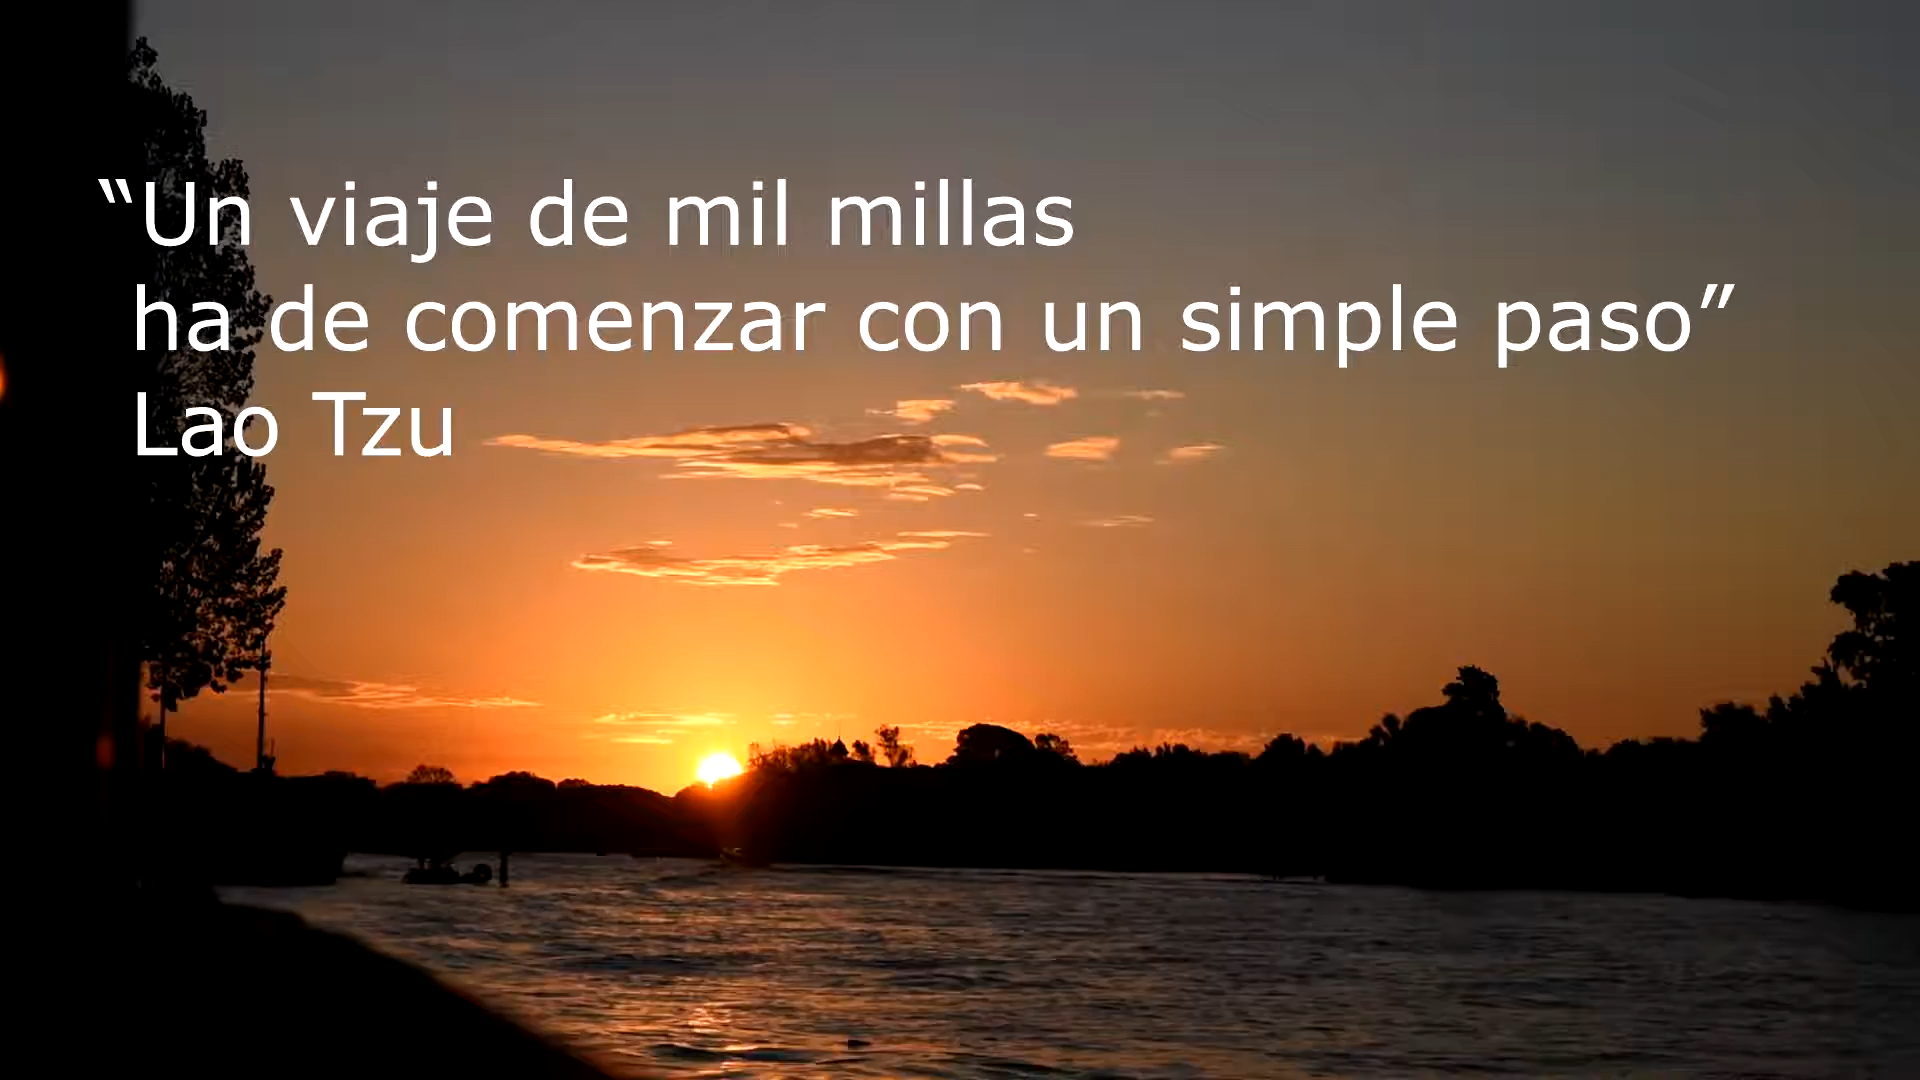 “Un viaje de mil millas
ha de comenzar con un simple paso”
Lao Tzu